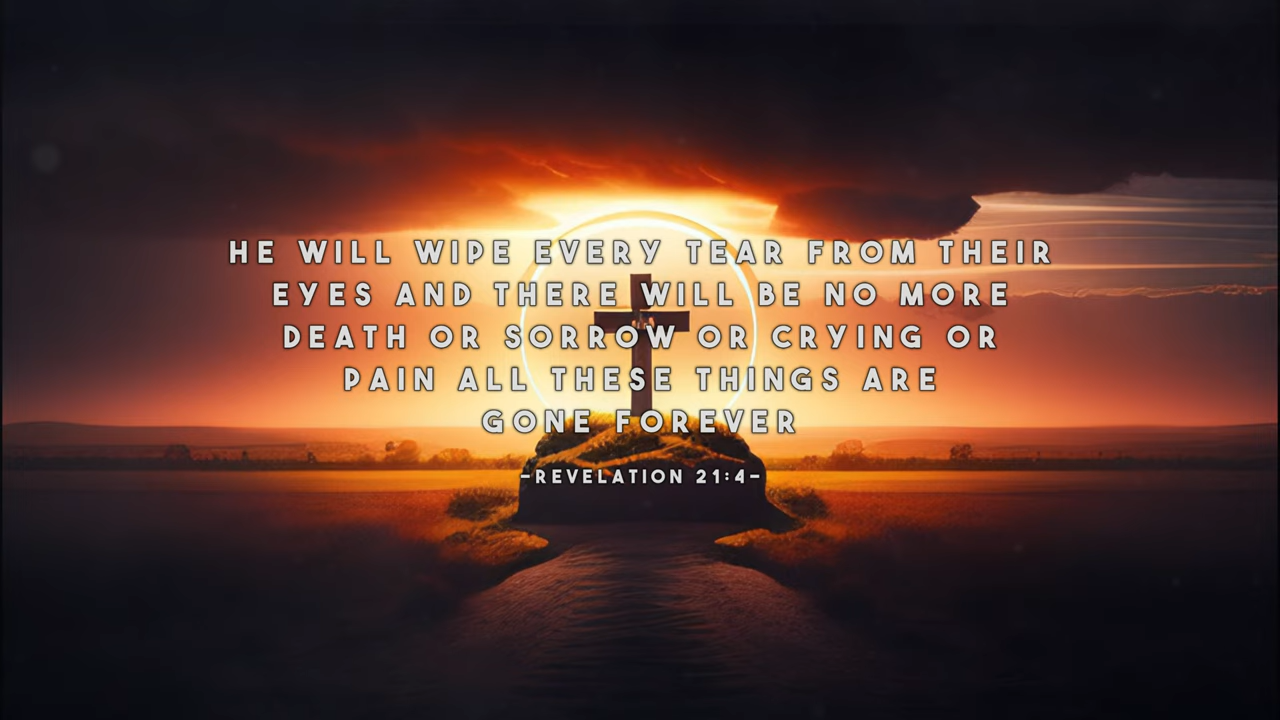 HE WILL WIPE EVERY TEAR FROM THEIR
EYES AND THERE WILL BE NO MORE
DEATH OR SORROW OR CRYING OR
PAIN ALL THESE THINGS ARE
GONE FOREVER
-REVELATION 21:4-